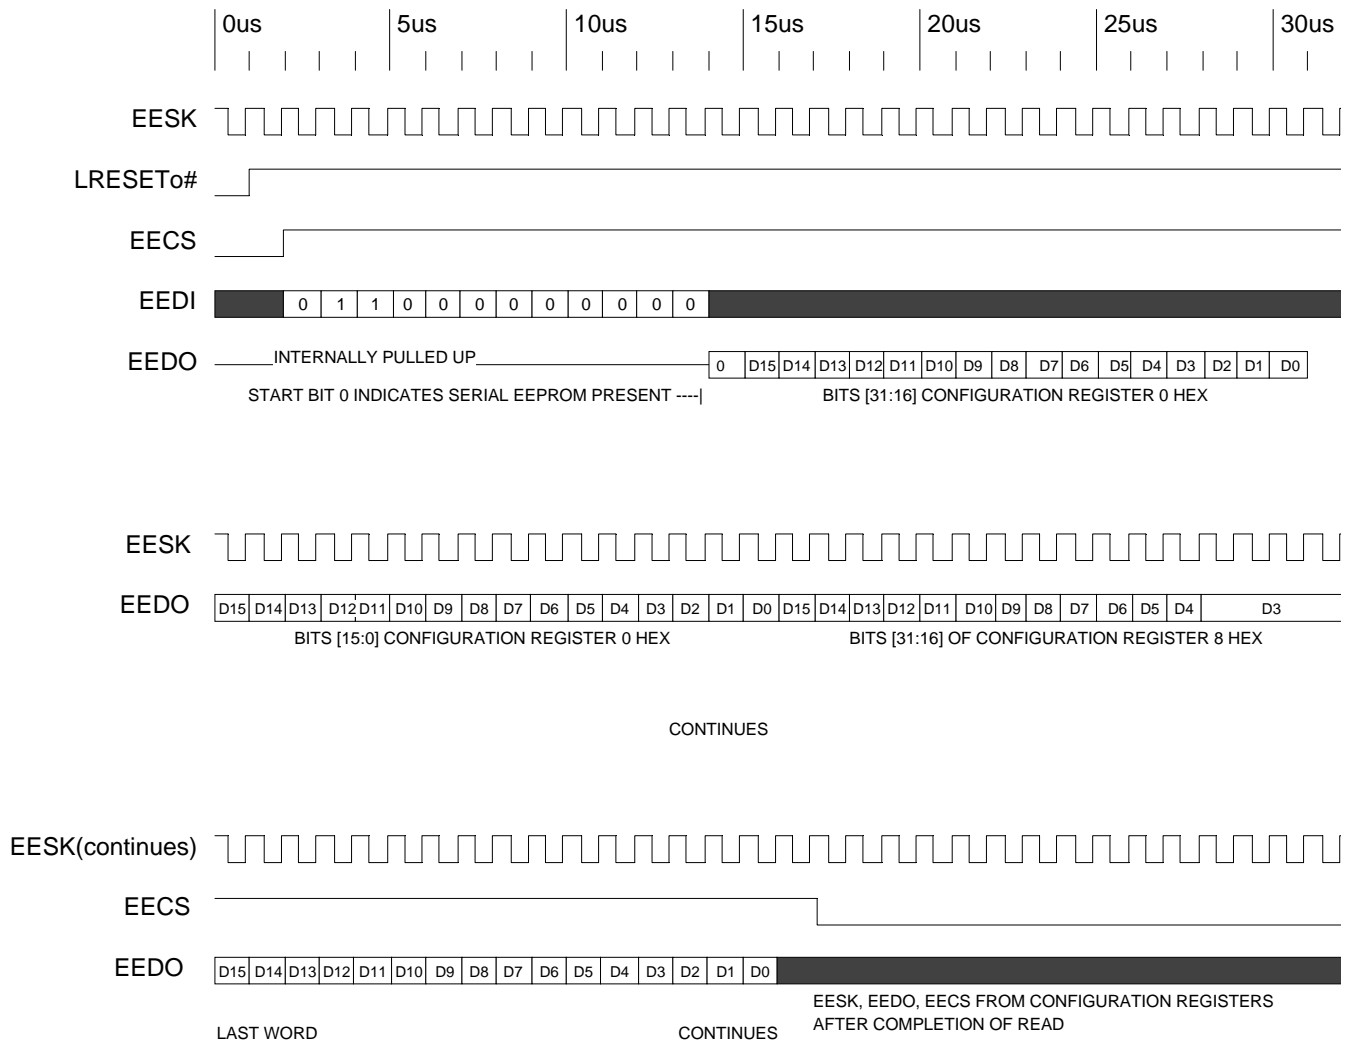 0us 5us 10us 15us 20us 25us 30us
EESK
LRESETo#
EECS
EEDI 0 1 1 0 0 0 0 0 0 0 0 0
EEDO INTERNALLY PULLED UP 0 D15 D14 D13 D12 D11 D10 D9 D8 D7 D6 D5 D4 D3 D2 D1 D0
START BIT 0 INDICATES SERIAL EEPROM PRESENT ----| BITS [31:16] CONFIGURATION REGISTER 0 HEX
EESK
EEDO D15 D14 D13 D12 D11 D10 D9 D8 D7 D6 D5 D4 D3 D2 D1 D0 D15 D14 D13 D12 D11 D10 D9 D8 D7 D6 D5 D4 D3
BITS [15:0] CONFIGURATION REGISTER 0 HEX BITS [31:16] OF CONFIGURATION REGISTER 8 HEX
CONTINUES
EESK(continues)
EECS
EEDO D15 D14 D13 D12 D11 D10 D9 D8 D7 D6 D5 D4 D3 D2 D1 D0
EESK, EEDO, EECS FROM CONFIGURATION REGISTERS
AFTER COMPLETION OF READ
LAST WORD CONTINUES